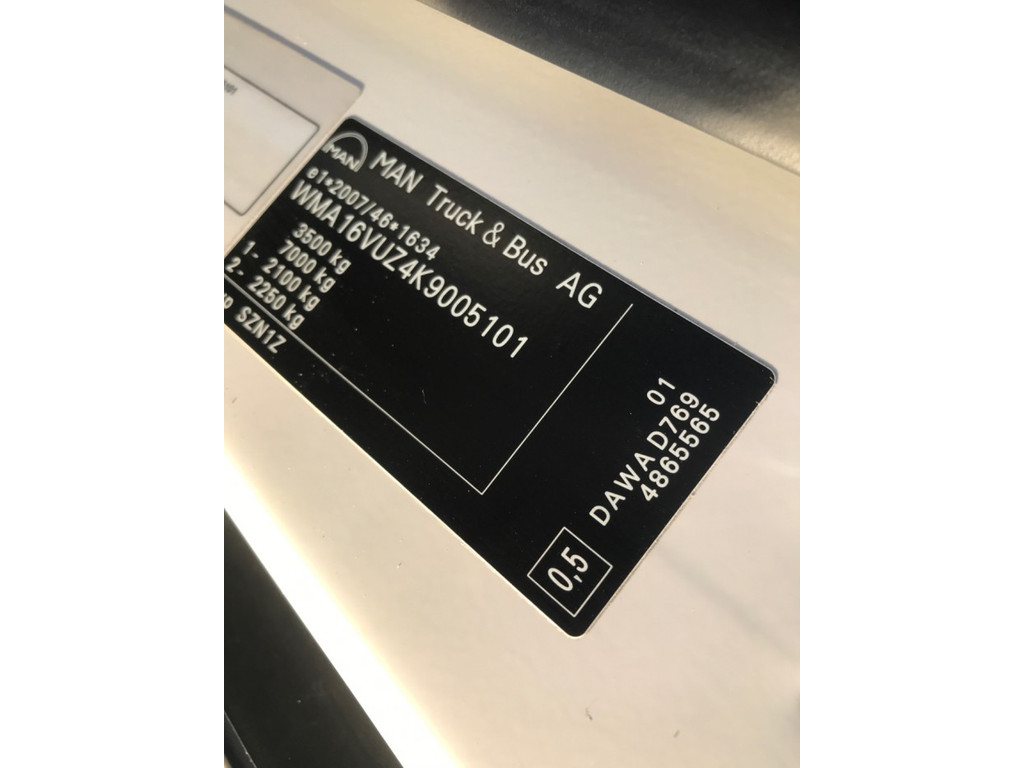 MAN
MAN Truck & Bus AG
e1*2007/46*1634
WMA16VUZ4K9005101
3500 kg
7000 kg
1- 2100 kg
2- 2250 kg
SZN1Z
01
DAWA D769
4865565
0,5